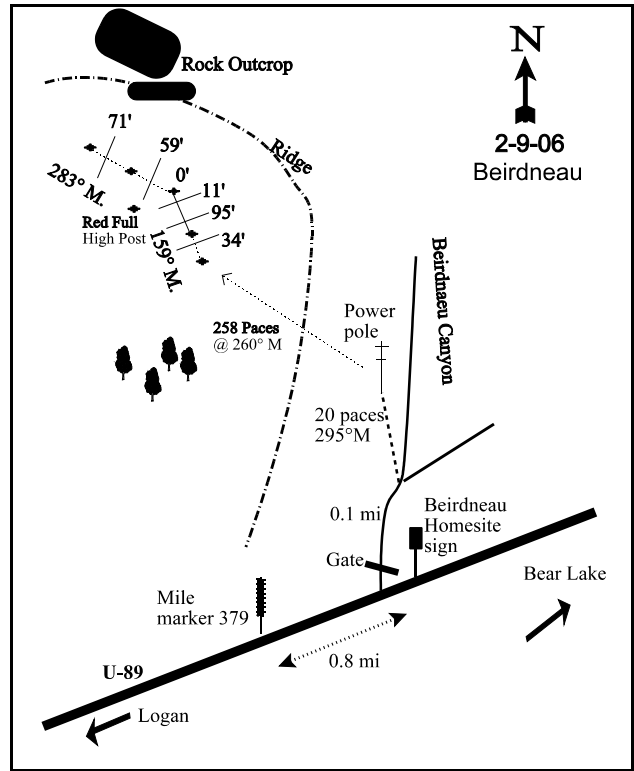 Rock Outcrop
N
2-9-06
Beirdneau
71'
59'
0'
11'
95'
34'
283° M.
159° M.
Red Full
High Post
Ridge
258 Paces
@ 260° M
Power
pole
Beirdnaeu Canyon
20 paces
295°M
0.1 mi
Beirdneau
Homesite
sign
Gate
Mile
marker 379
Bear Lake
0.8 mi
U-89
Logan